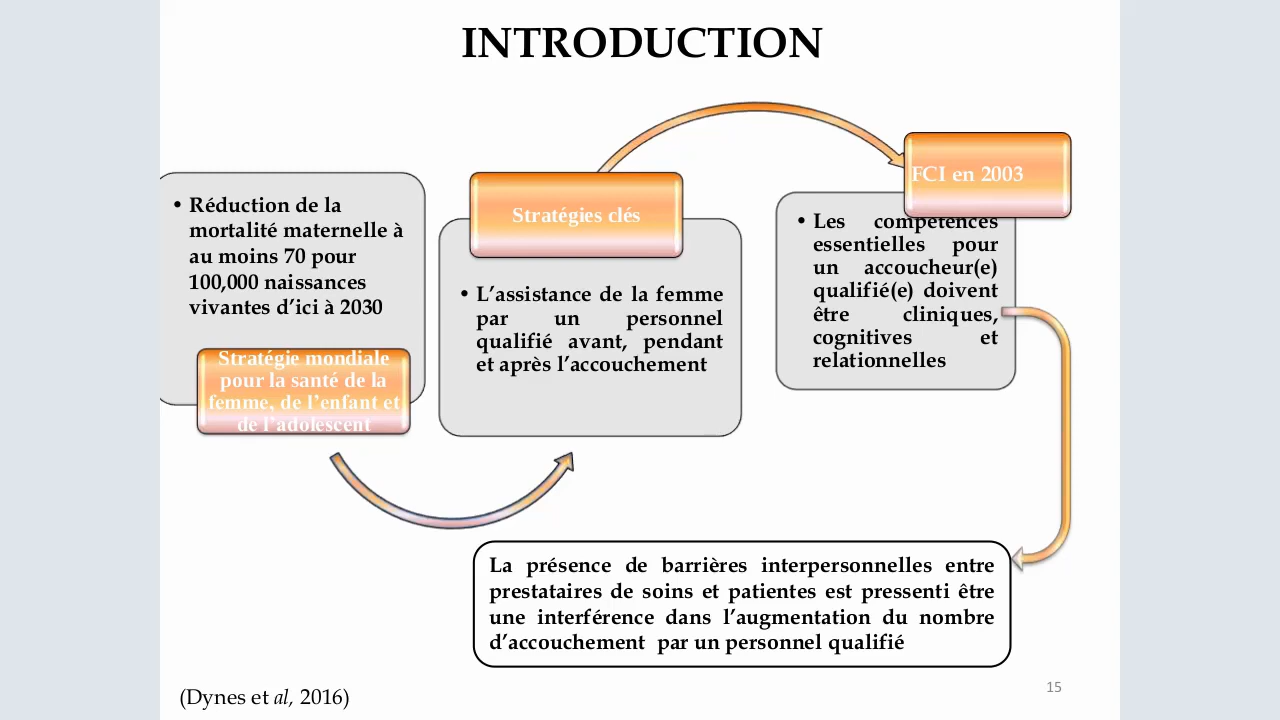 INTRODUCTION
• Réduction de la
mortalité maternelle à
au moins 70 pour
100,000 naissances
vivantes d’ici à 2030
Stratégie mondiale
pour la santé de la
femme, de l’enfant et
de l’adolescent
Stratégies clés
• L’assistance de la femme
par un personnel
qualifié avant, pendant
et après l’accouchement
FCI en 2003
• Les compétences
essentielles pour
un accoucheur(e)
qualifié(e) doivent
être cliniques,
cognitives et
relationnelles
La présence de barrières interpersonnelles entre
prestataires de soins et patientes est pressenti être
une interférence dans l’augmentation du nombre
d’accouchement par un personnel qualifié
(Dynes et al, 2016)
15